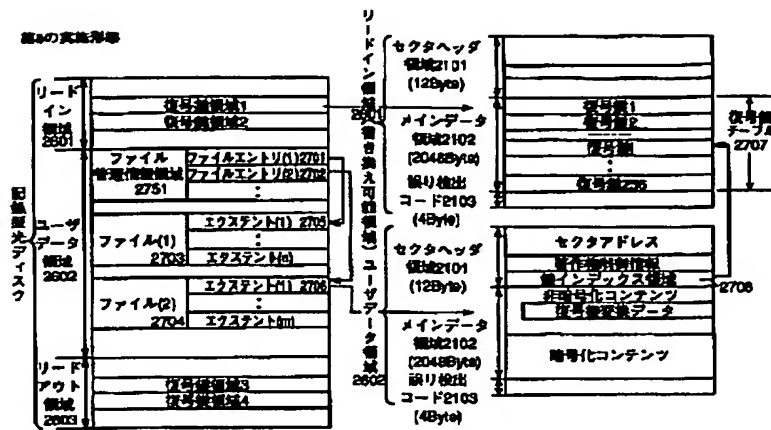 第8の実施形態
記録型光ディスク
リード
イン
領域
2601
復号鍵領域1
復号鍵領域2
ユーザ
データ
領域
2602
ファイル
管理情報領域
2751
ファイルエントリ(1) 2701
ファイルエントリ(2) 2702
ファイル(1)
2703
エクステント(1) 2705
エクステント(n)
ファイル(2)
2704
エクステント(1) 2706
エクステント(m)
リード
アウト
領域
2603
復号鍵領域3
復号鍵領域4
リードイン領域
2601
(書き換え可能領域)
セクタヘッダ
領域2101
(12Byte)
メインデータ
領域2102
(2048Byte)
誤り検出
コード2103
(4Byte)
復号鍵1
復号鍵2
復号鍵256
復号鍵
テーブル
2707
ユーザデータ領域
2602
セクタヘッダ
領域2101
(12Byte)
メインデータ
領域2102
(2048Byte)
誤り検出
コード2103
(4Byte)
セクタアドレス
著作権制御情報
鍵インデックス領域
2708
非暗号化コンテンツ
復号鍵変換データ
暗号化コンテンツ